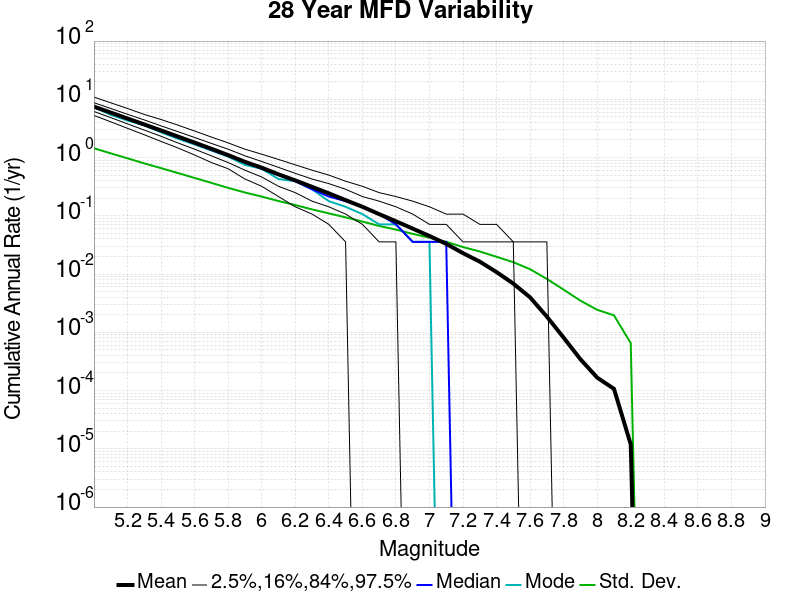 28 Year MFD Variability
10^2
10^1
10^0
10^-1
10^-2
10^-3
10^-4
10^-5
10^-6
Cumulative Annual Rate (1/yr)
5.2 5.4 5.6 5.8 6 6.2 6.4 6.6 6.8 7 7.2 7.4 7.6 7.8 8 8.2 8.4 8.6 8.8 9
Magnitude
Mean 2.5%,16%,84%,97.5% Median Mode Std. Dev.